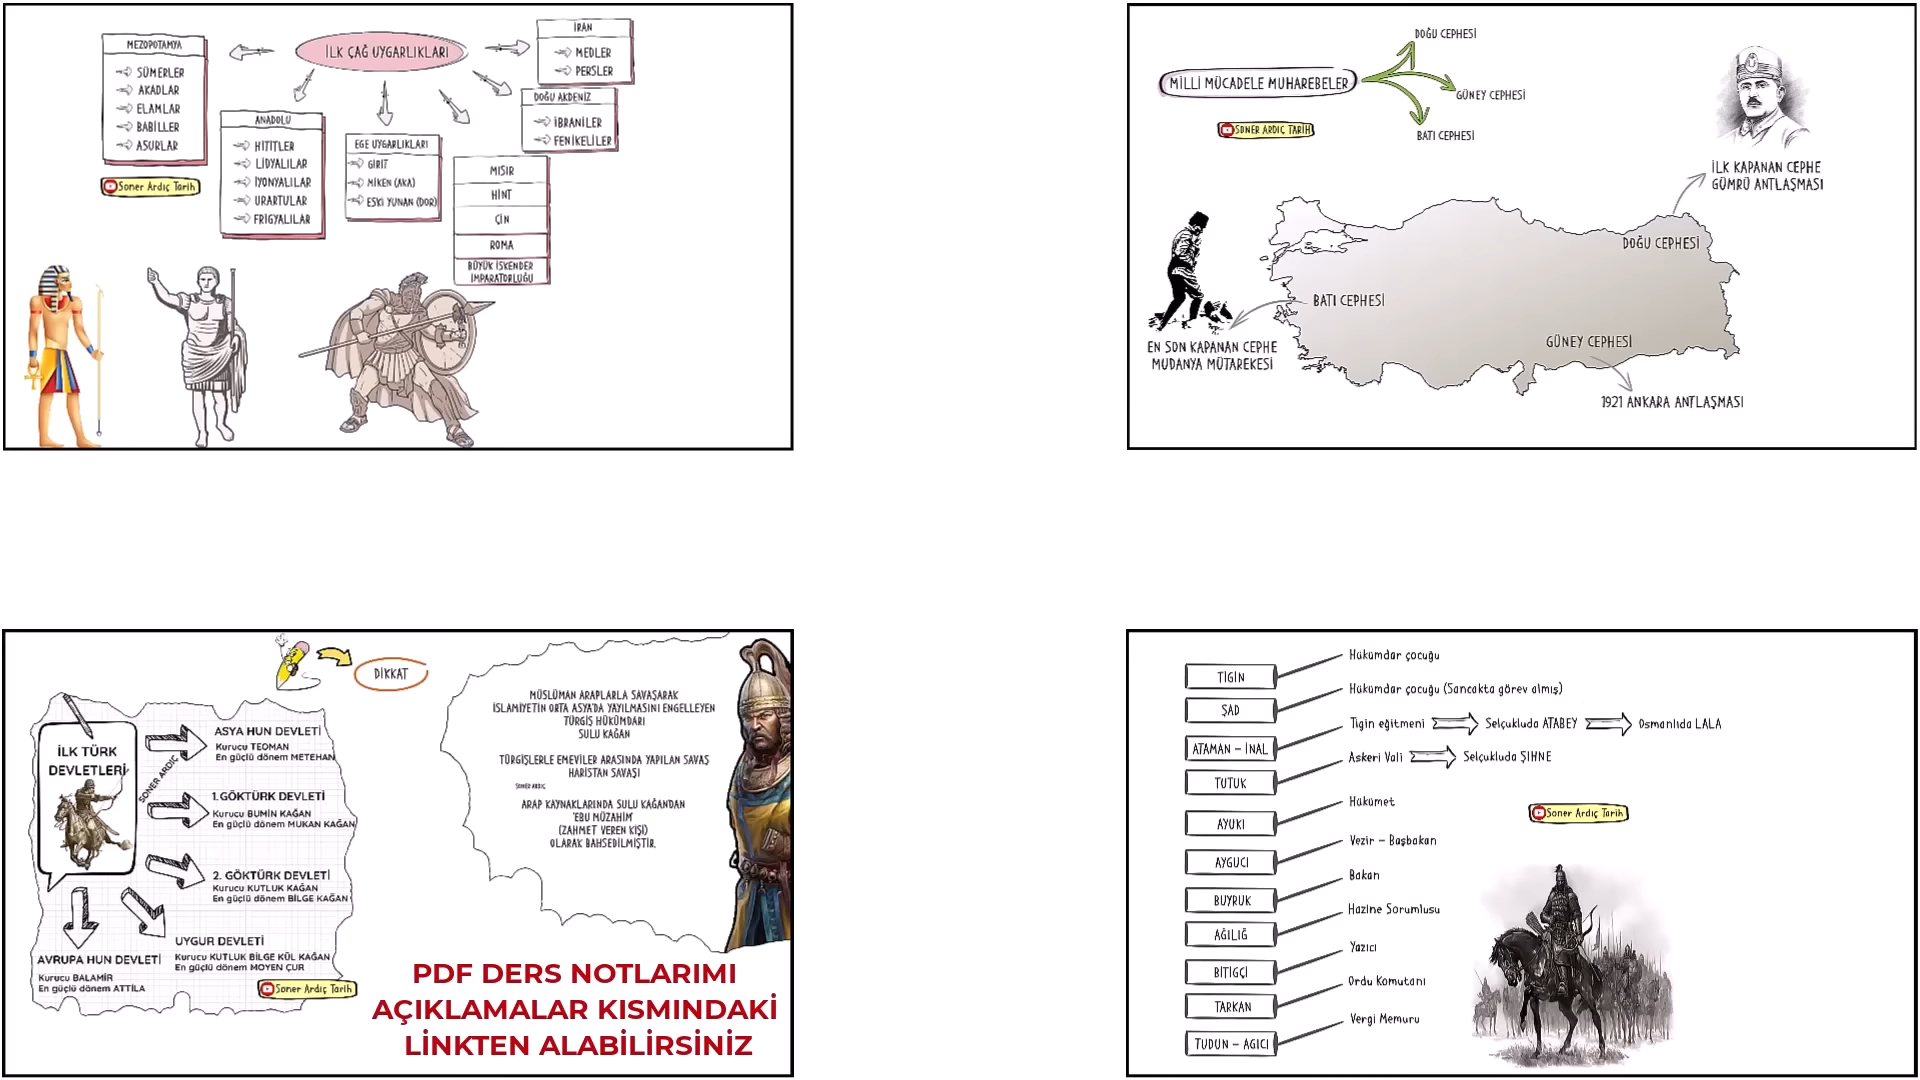 İLK ÇAĞ UYGARLIKLARI
MEZOPOTAMYA
SÜMERLER
AKADLAR
ELAMLAR
BABİLLER
ASURLAR
Soner Ardıç Tarih
ANADOLU
HİTİTLER
LİDYALILAR
İYONYALILAR
URARTULAR
FRİGYALILAR
EGE UYGARLIKLARI
GİRİT
MİKEN (AKA)
ESKİ YUNAN (DOR)
MISIR
HİNT
ÇİN
ROMA
BÜYÜK İSKENDER
İMPARATORLUĞU
DOĞU AKDENİZ
İBRANİLER
FENİKELİLER
İRAN
MEDLER
PERSLER
MİLLİ MÜCADELE MUHAREBELER
DOĞU CEPHESİ
GÜNEY CEPHESİ
BATI CEPHESİ
SONER ARDIÇ TARİH
İLK KAPANAN CEPHE
GÜMRÜ ANTLAŞMASI
DOĞU CEPHESİ
BATI CEPHESİ
GÜNEY CEPHESİ
EN SON KAPANAN CEPHE
MUDANYA MÜTAREKESİ
1921 ANKARA ANTLAŞMASI
DİKKAT
İLK TÜRK
DEVLETLERİ
SONER ARDIÇ
ASYA HUN DEVLETİ
Kurucu TEOMAN
En güçlü dönem METEHAN
1.GÖKTÜRK DEVLETİ
Kurucu BUMİN KAĞAN
En güçlü dönem MUKAN KAĞAN
2. GÖKTÜRK DEVLETİ
Kurucu KUTLUK KAĞAN
En güçlü dönem BİLGE KAĞAN
UYGUR DEVLETİ
Kurucu KUTLUK BİLGE KÜL KAĞAN
En güçlü dönem MOYEN ÇUR
AVRUPA HUN DEVLETİ
Kurucu BALAMİR
En güçlü dönem ATTİLA
Soner Ardıç Tarih
MÜSLÜMAN ARAPLARLA SAVAŞARAK
İSLAMİYETİN ORTA ASYA'DA YAYILMASINI ENGELLEYEN
TÜRGİŞ HÜKÜMDARI
SULU KAĞAN
TÜRGİŞLERLE EMEVİLER ARASINDA YAPILAN SAVAŞ
HARİSTAN SAVAŞI
SONER ARDIÇ
ARAP KAYNAKLARINDA SULU KAĞANDAN
'EBU MÜZAHİM'
(ZAHMET VEREN KİŞİ)
OLARAK BAHSEDİLMİŞTİR.
PDF DERS NOTLARIMI
AÇIKLAMALAR KISMINDAKİ
LİNKTEN ALABİLİRSİNİZ
TİGİN Hükümdar çocuğu
ŞAD Hükümdar çocuğu (Sancakta görev almış)
ATAMAN – İNAL Tigin eğitmeni Selçukluda ATABEY Osmanlıda LALA
TUTUK Askeri Vali Selçukluda ŞIHNE
AYUKI Hükümet
AYGUCI Vezir – Başbakan
BUYRUK Bakan
AĞILIĞ Hazine Sorumlusu
BİTİGÇİ Yazıcı
TARKAN Ordu Komutanı
TUDUN – AGICI Vergi Memuru
Soner Ardıç Tarih